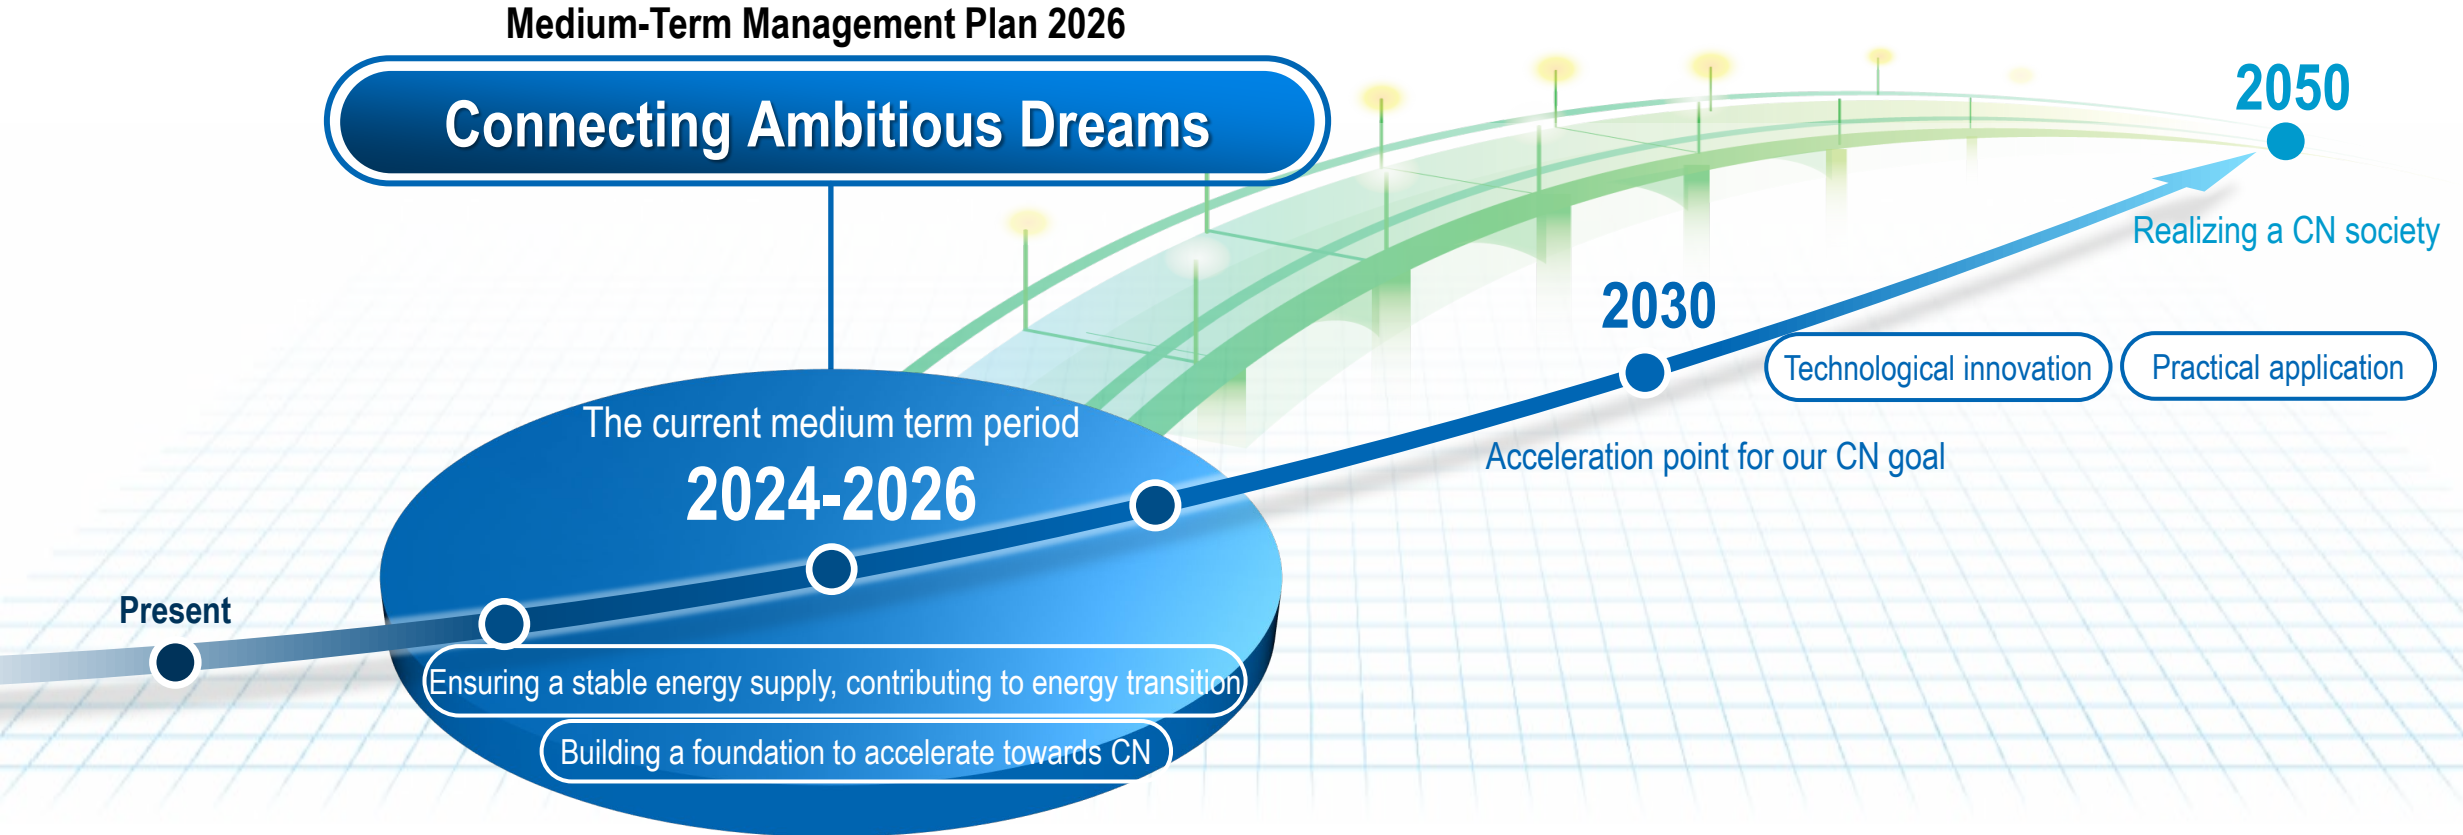 Medium-Term Management Plan 2026
Connecting Ambitious Dreams
2050
Realizing a CN society
2030
Technological innovation
Practical application
Acceleration point for our CN goal
The current medium term period
2024-2026
Present
Ensuring a stable energy supply, contributing to energy transition
Building a foundation to accelerate towards CN